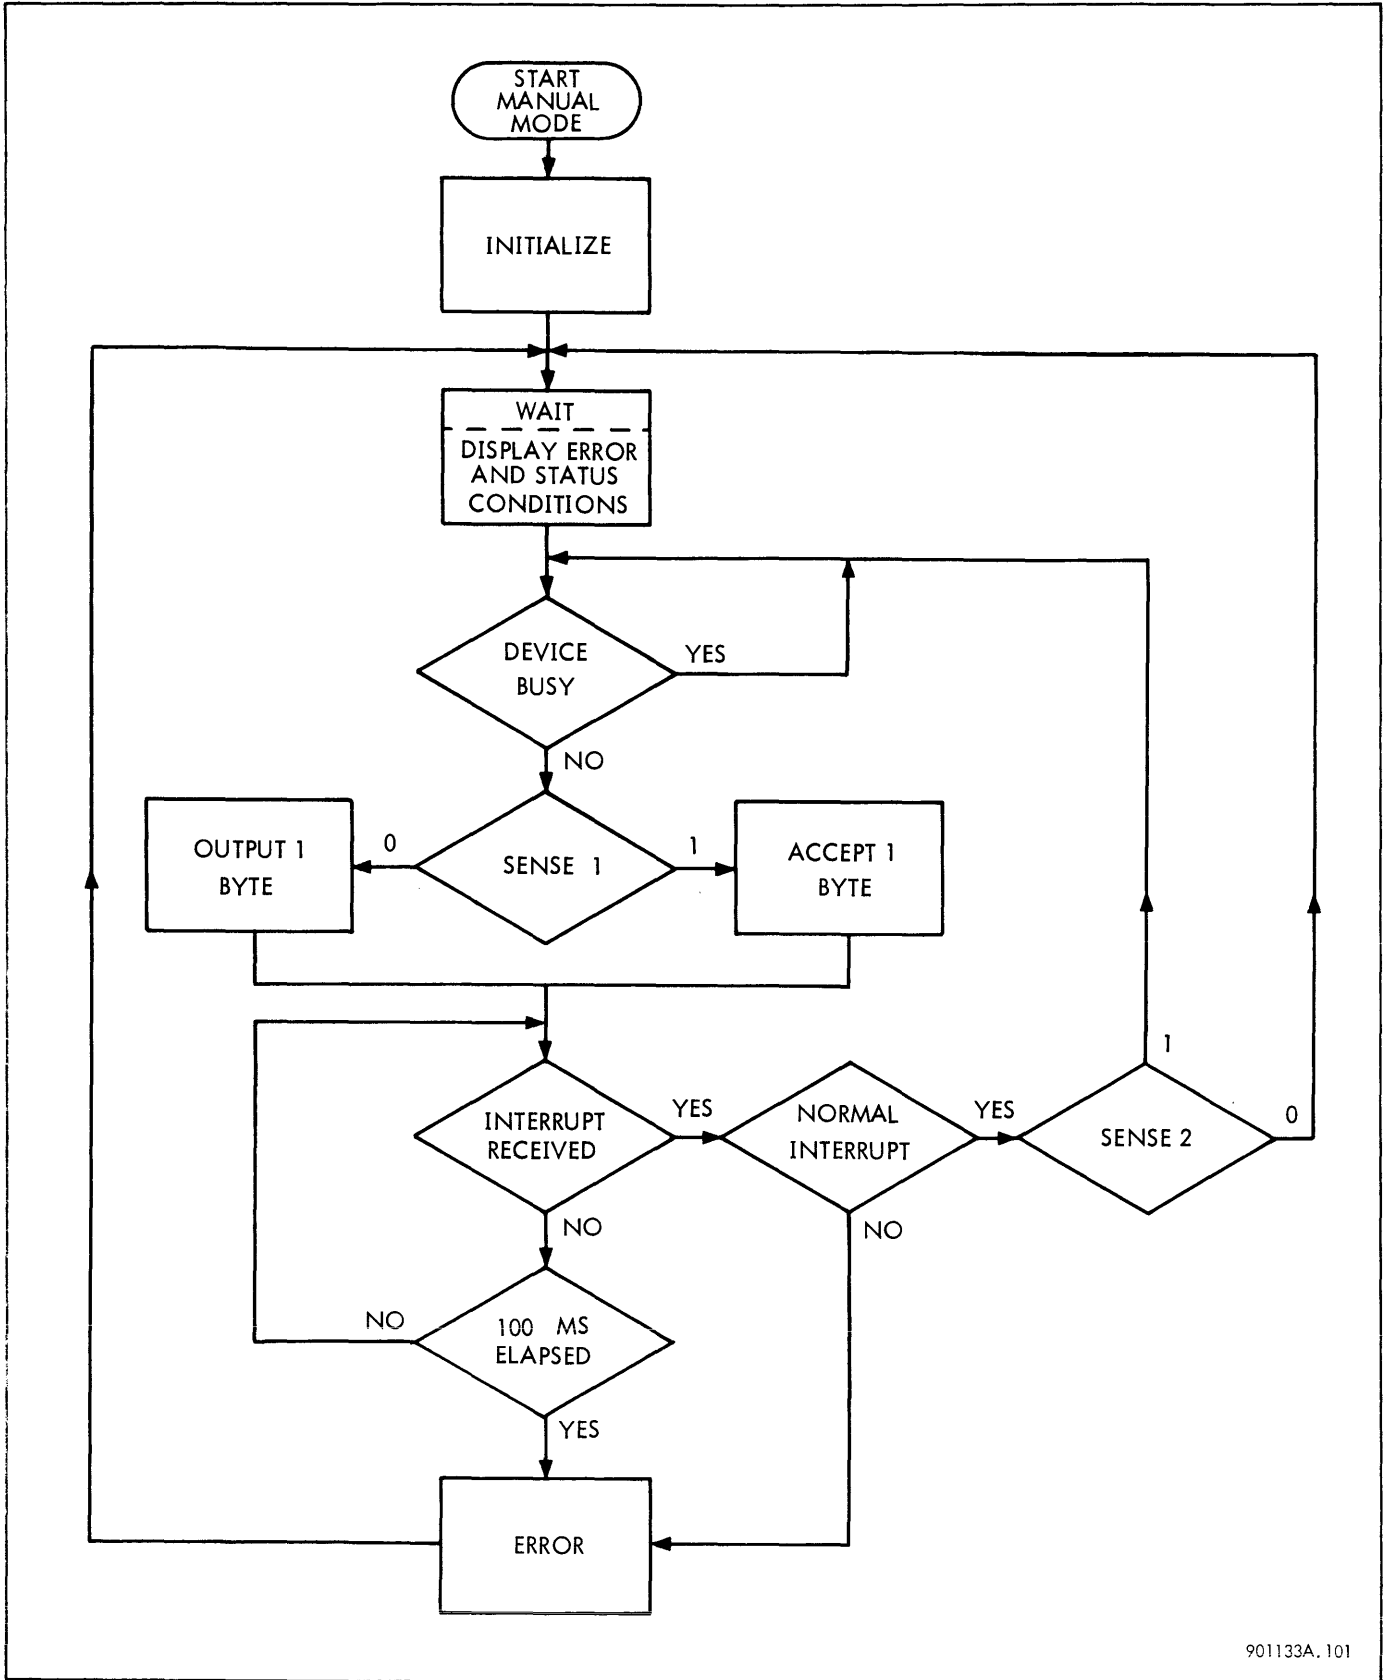 START
MANUAL
MODE
INITIALIZE
WAIT
DISPLAY ERROR
AND STATUS
CONDITIONS
DEVICE
BUSY
YES
NO
OUTPUT 1
BYTE
0
SENSE 1
1
ACCEPT 1
BYTE
INTERRUPT
RECEIVED
YES
NORMAL
INTERRUPT
YES
SENSE 2
1
0
NO
NO
NO
100 MS
ELAPSED
YES
ERROR
901133A.101